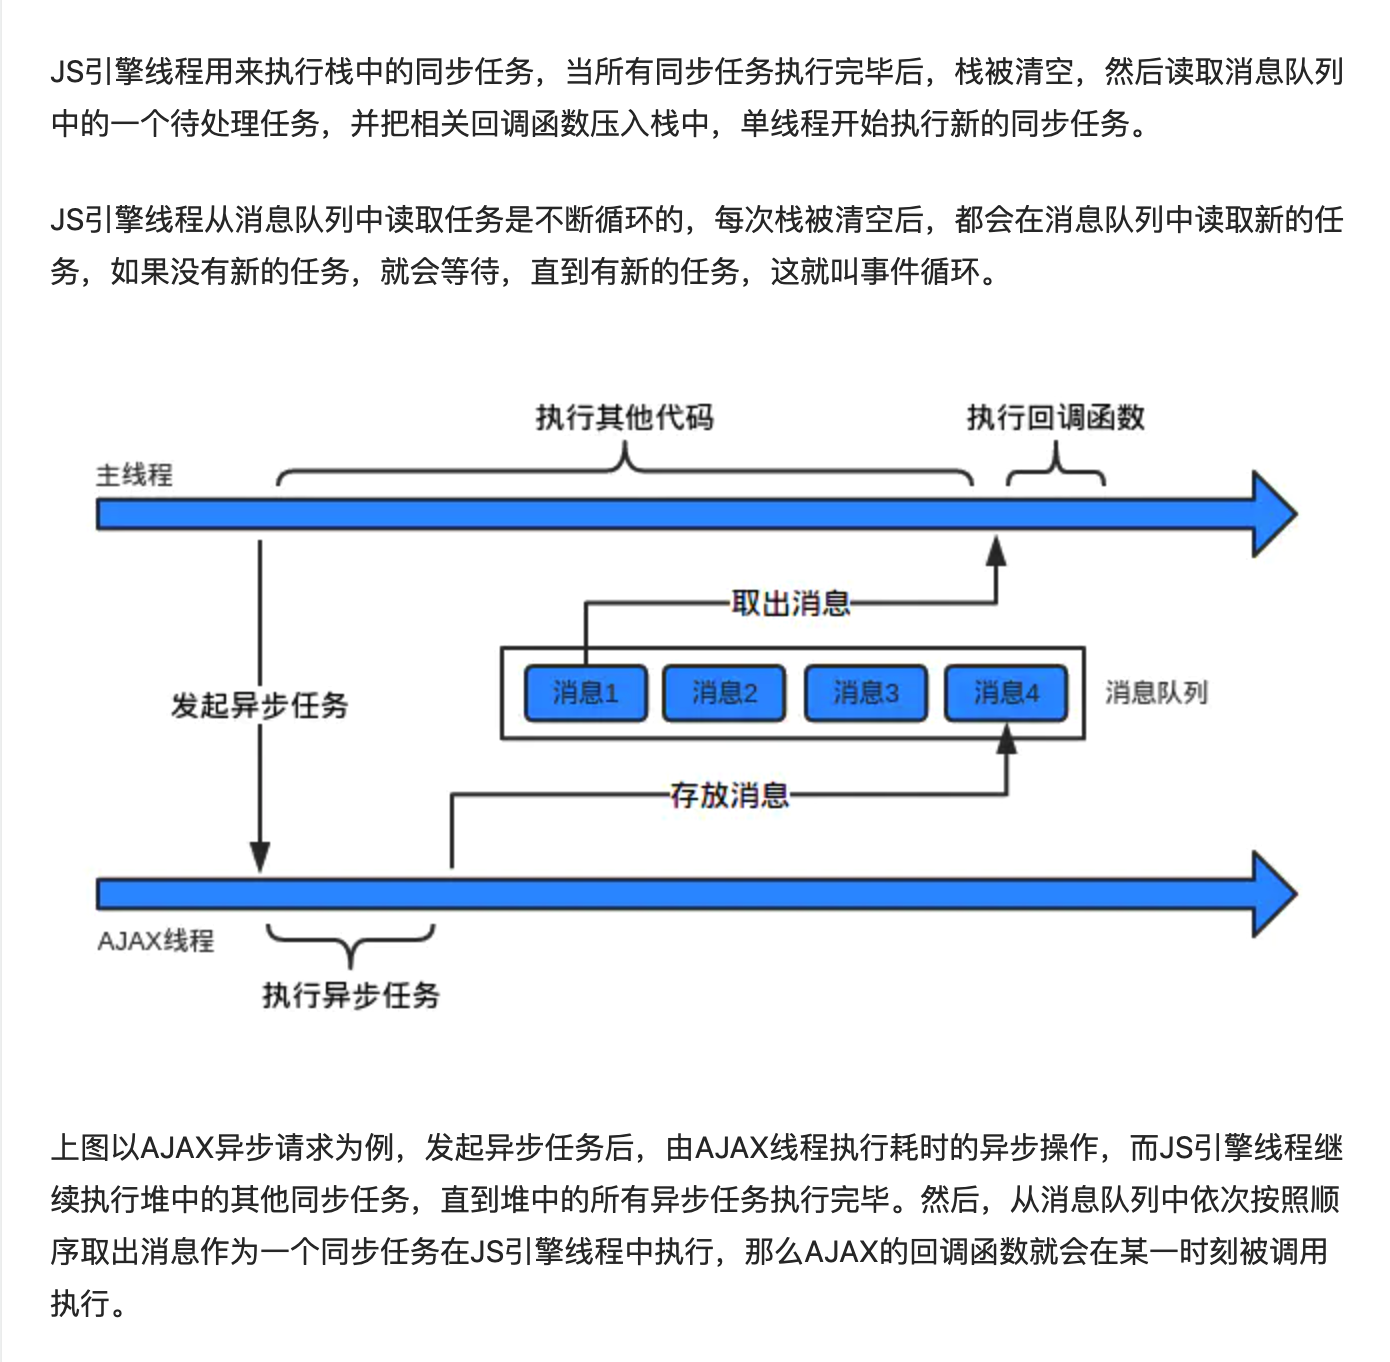 JS引擎线程用来执行栈中的同步任务，当所有同步任务执行完毕后，栈被清空，然后读取消息队列
中的一个待处理任务，并把相关回调函数压入栈中，单线程开始执行新的同步任务。
JS引擎线程从消息队列中读取任务是不断循环的，每次栈被清空后，都会在消息队列中读取新的任
务，如果没有新的任务，就会等待，直到有新的任务，这就叫事件循环。
执行其他代码
执行回调函数
主线程
取出消息
消息1
消息2
消息3
消息4
消息队列
发起异步任务
存放消息
AJAX线程
执行异步任务
上图以AJAX异步请求为例，发起异步任务后，由AJAX线程执行耗时的异步操作，而JS引擎线程继
续执行堆中的其他同步任务，直到堆中的所有异步任务执行完毕。然后，从消息队列中依次按照顺
序取出消息作为一个同步任务在JS引擎线程中执行，那么AJAX的回调函数就会在某一时刻被调用
执行。